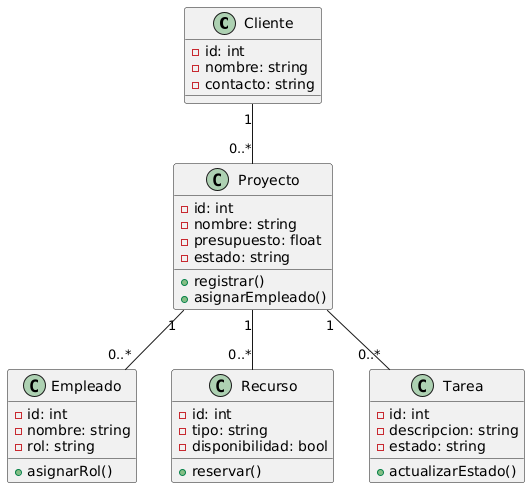 C Cliente
id: int
nombre: string
contacto: string
1
0..*
C Proyecto
id: int
nombre: string
presupuesto: float
estado: string
registrar()
asignarEmpleado()
1 1 1
0..* 0..* 0..*
C Empleado
id: int
nombre: string
rol: string
asignarRol()
C Recurso
id: int
tipo: string
disponibilidad: bool
reservar()
C Tarea
id: int
descripcion: string
estado: string
actualizarEstado()